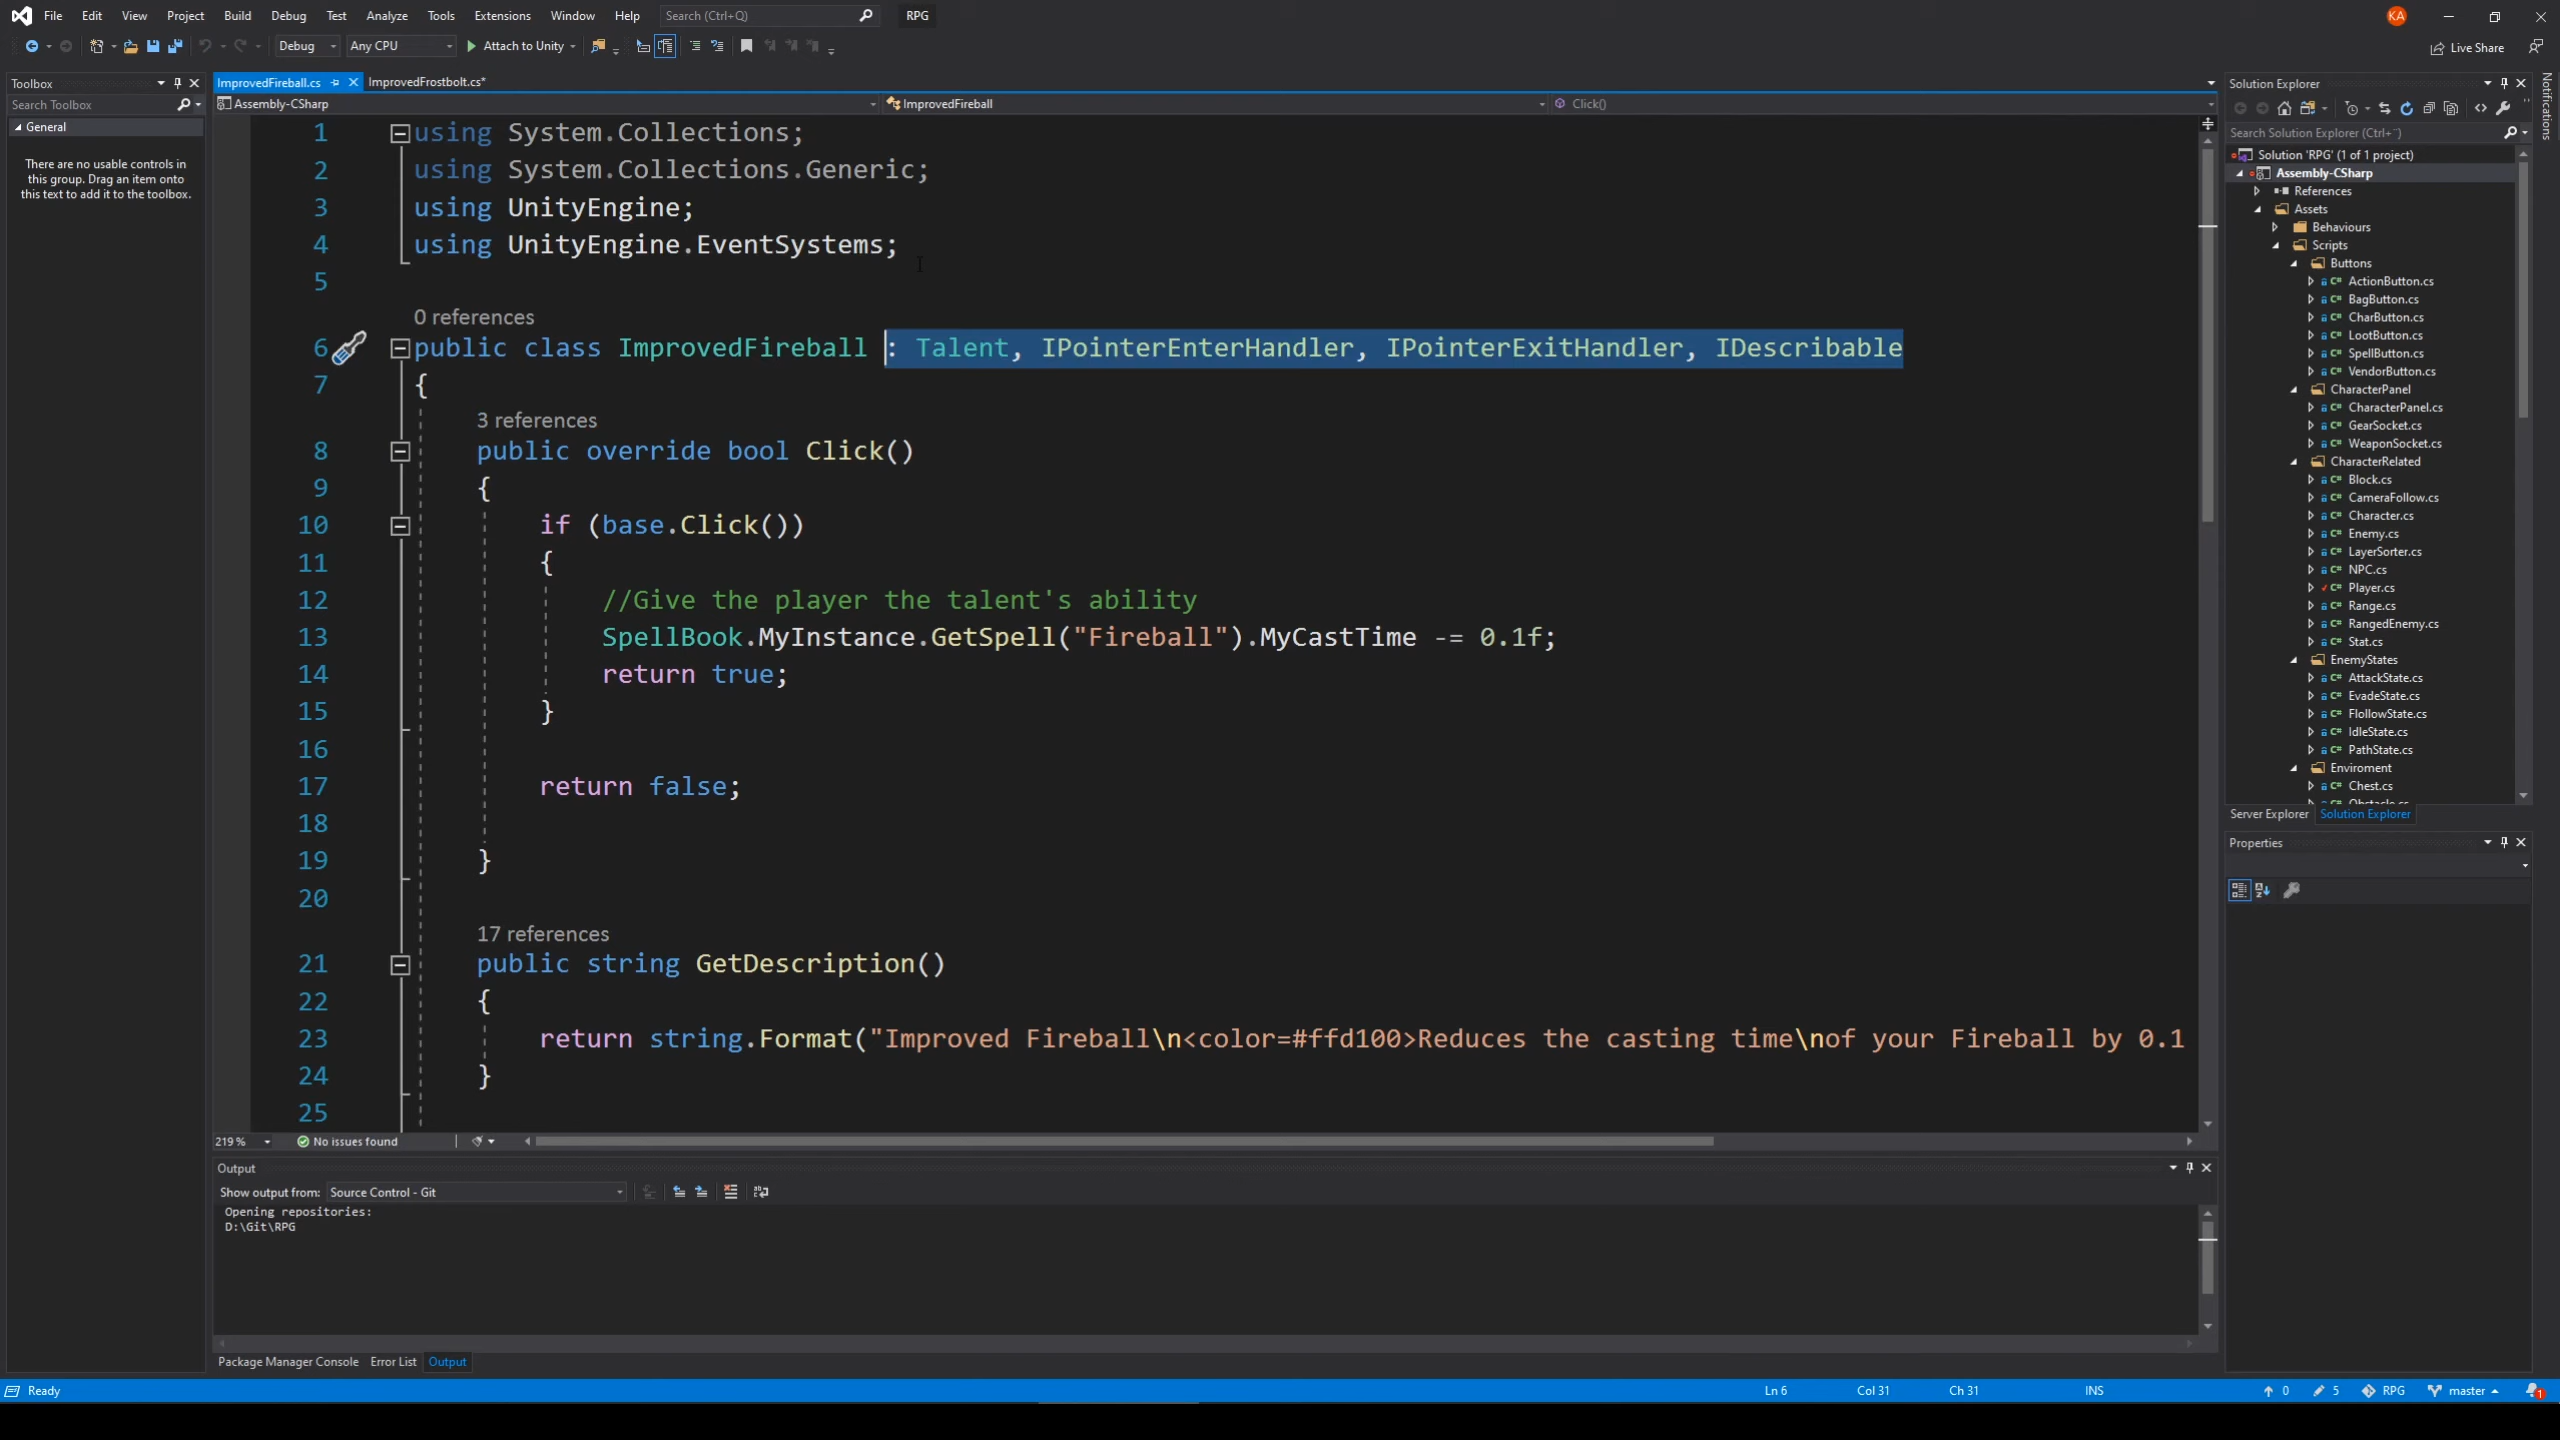 File Edit View Project Build Debug Test Analyze Tools Extensions Window Help Search (Ctrl+Q) RPG KA
Debug Any CPU Attach to Unity Live Share
Toolbox
Search Toolbox
General
There are no usable controls in
this group. Drag an item onto
this text to add it to the toolbox.
ImprovedFireball.cs ImprovedFrostbolt.cs*
Assembly-CSharp ImprovedFireball Click()
1 using System.Collections;
2 using System.Collections.Generic;
3 using UnityEngine;
4 using UnityEngine.EventSystems;
5
0 references
6 public class ImprovedFireball : Talent, IPointerEnterHandler, IPointerExitHandler, IDescribable
7 {
3 references
8 public override bool Click()
9 {
10 if (base.Click())
11 {
12 //Give the player the talent's ability
13 SpellBook.MyInstance.GetSpell("Fireball").MyCastTime -= 0.1f;
14 return true;
15 }
16
17 return false;
18
19 }
20
17 references
21 public string GetDescription()
22 {
23 return string.Format("Improved Fireball\n<color=#ffd100>Reduces the casting time\nof your Fireball by 0.1
24 }
25
219 % No issues found
Output
Show output from: Source Control - Git
Opening repositories:
D:\Git\RPG
Package Manager Console Error List Output
Solution Explorer
Search Solution Explorer (Ctrl+¨)
Solution 'RPG' (1 of 1 project)
Assembly-CSharp
References
Assets
Behaviours
Scripts
Buttons
C# ActionButton.cs
C# BagButton.cs
C# CharButton.cs
C# LootButton.cs
C# SpellButton.cs
C# VendorButton.cs
CharacterPanel
C# CharacterPanel.cs
C# GearSocket.cs
C# WeaponSocket.cs
CharacterRelated
C# Block.cs
C# CameraFollow.cs
C# Character.cs
C# Enemy.cs
C# LayerSorter.cs
C# NPC.cs
C# Player.cs
C# Range.cs
C# RangedEnemy.cs
C# Stat.cs
EnemyStates
C# AttackState.cs
C# EvadeState.cs
C# FlollowState.cs
C# IdleState.cs
C# PathState.cs
Enviroment
C# Chest.cs
C# Obstacle.cs
Server Explorer Solution Explorer
Properties
Notifications
Ready Ln 6 Col 31 Ch 31 INS 0 5 RPG master 1